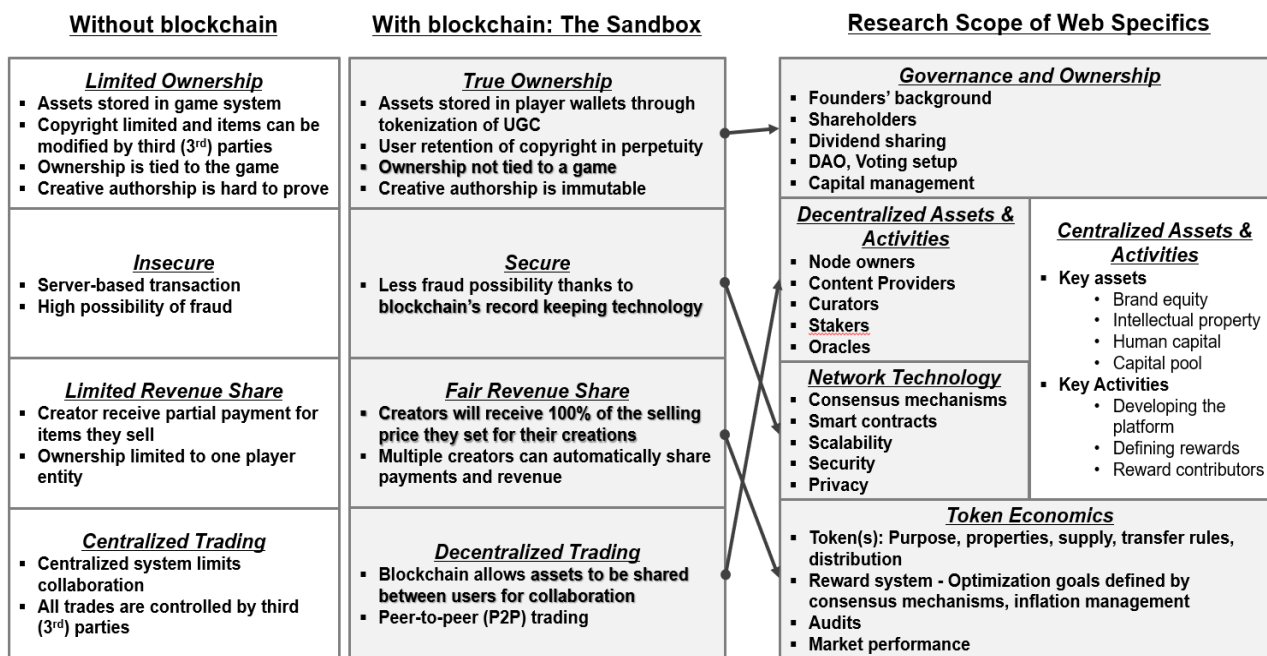 Without blockchain
Limited Ownership
▪ Assets stored in game system
▪ Copyright limited and items can be
modified by third (3rd) parties
▪ Ownership is tied to the game
▪ Creative authorship is hard to prove
Insecure
▪ Server-based transaction
▪ High possibility of fraud
Limited Revenue Share
▪ Creator receive partial payment for
items they sell
▪ Ownership limited to one player
entity
Centralized Trading
▪ Centralized system limits
collaboration
▪ All trades are controlled by third
(3rd) parties
With blockchain: The Sandbox
True Ownership
▪ Assets stored in player wallets through
tokenization of UGC
▪ User retention of copyright in perpetuity
▪ Ownership not tied to a game
▪ Creative authorship is immutable
Secure
▪ Less fraud possibility thanks to
blockchain's record keeping technology
Fair Revenue Share
▪ Creators will receive 100% of the selling
price they set for their creations
▪ Multiple creators can automatically share
payments and revenue
Decentralized Trading
▪ Blockchain allows assets to be shared
between users for collaboration
▪ Peer-to-peer (P2P) trading
Research Scope of Web Specifics
Governance and Ownership
▪ Founders' background
▪ Shareholders
▪ Dividend sharing
▪ DAO, Voting setup
▪ Capital management
Decentralized Assets &
Activities
▪ Node owners
▪ Content Providers
▪ Curators
▪ Stakers
▪ Oracles
Network Technology
▪ Consensus mechanisms
▪ Smart contracts
▪ Scalability
▪ Security
▪ Privacy
Centralized Assets &
Activities
▪ Key assets
• Brand equity
• Intellectual property
• Human capital
• Capital pool
▪ Key Activities
• Developing the
platform
• Defining rewards
• Reward contributors
Token Economics
▪ Token(s): Purpose, properties, supply, transfer rules,
distribution
▪ Reward system - Optimization goals defined by
consensus mechanisms, inflation management
▪ Audits
▪ Market performance